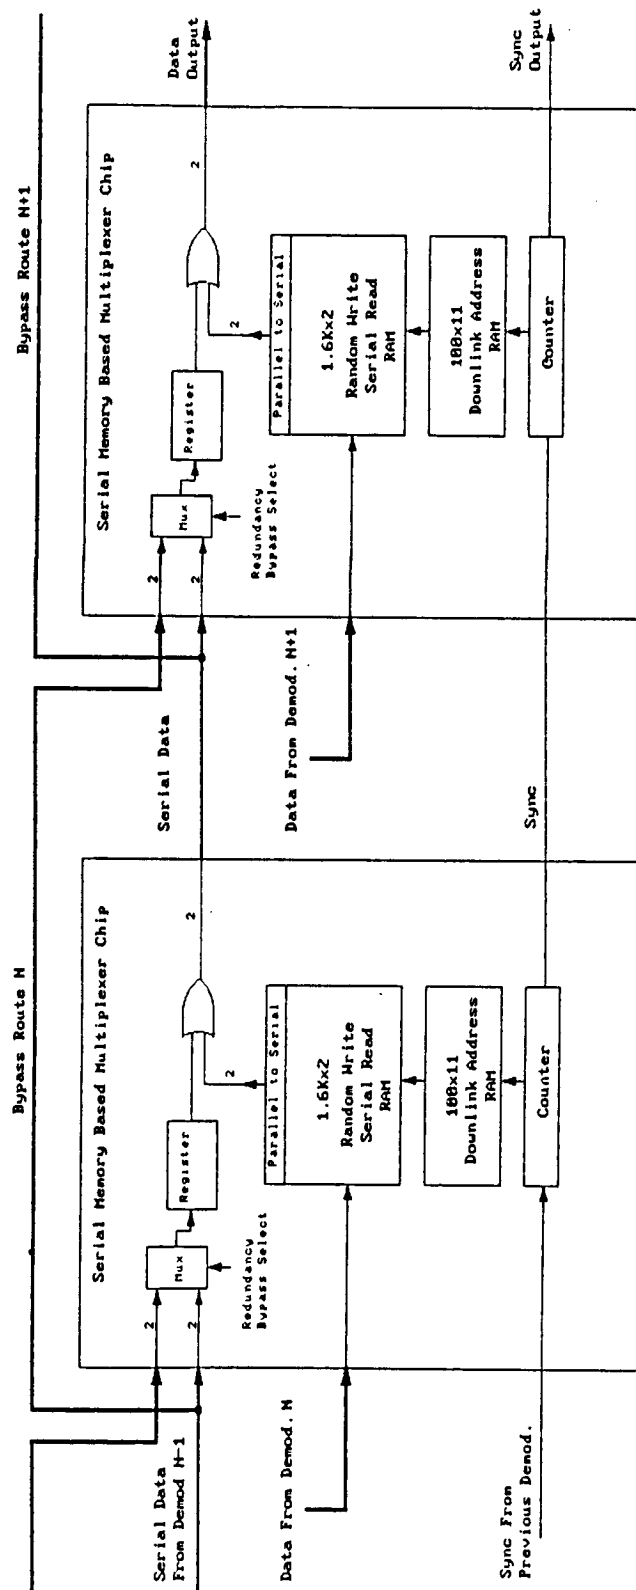 Bypass Route N
Bypass Route N+1
Serial Memory Based Multiplexer Chip
2
2
Mux
Redundancy
Bypass Select
Register
2
2
Parallel to Serial
1.6Kx2
Random Write
Serial Read
RAM
100x11
Downlink Address
RAM
Counter
Serial Data
From Demod N-1
Data From Demod. N
Sync From
Previous Demod.
Serial Data
Data From Demod. N+1
Sync
Serial Memory Based Multiplexer Chip
2
2
Mux
Redundancy
Bypass Select
Register
2
2
Parallel to Serial
1.6Kx2
Random Write
Serial Read
RAM
100x11
Downlink Address
RAM
Counter
Data
Output
Sync
Output